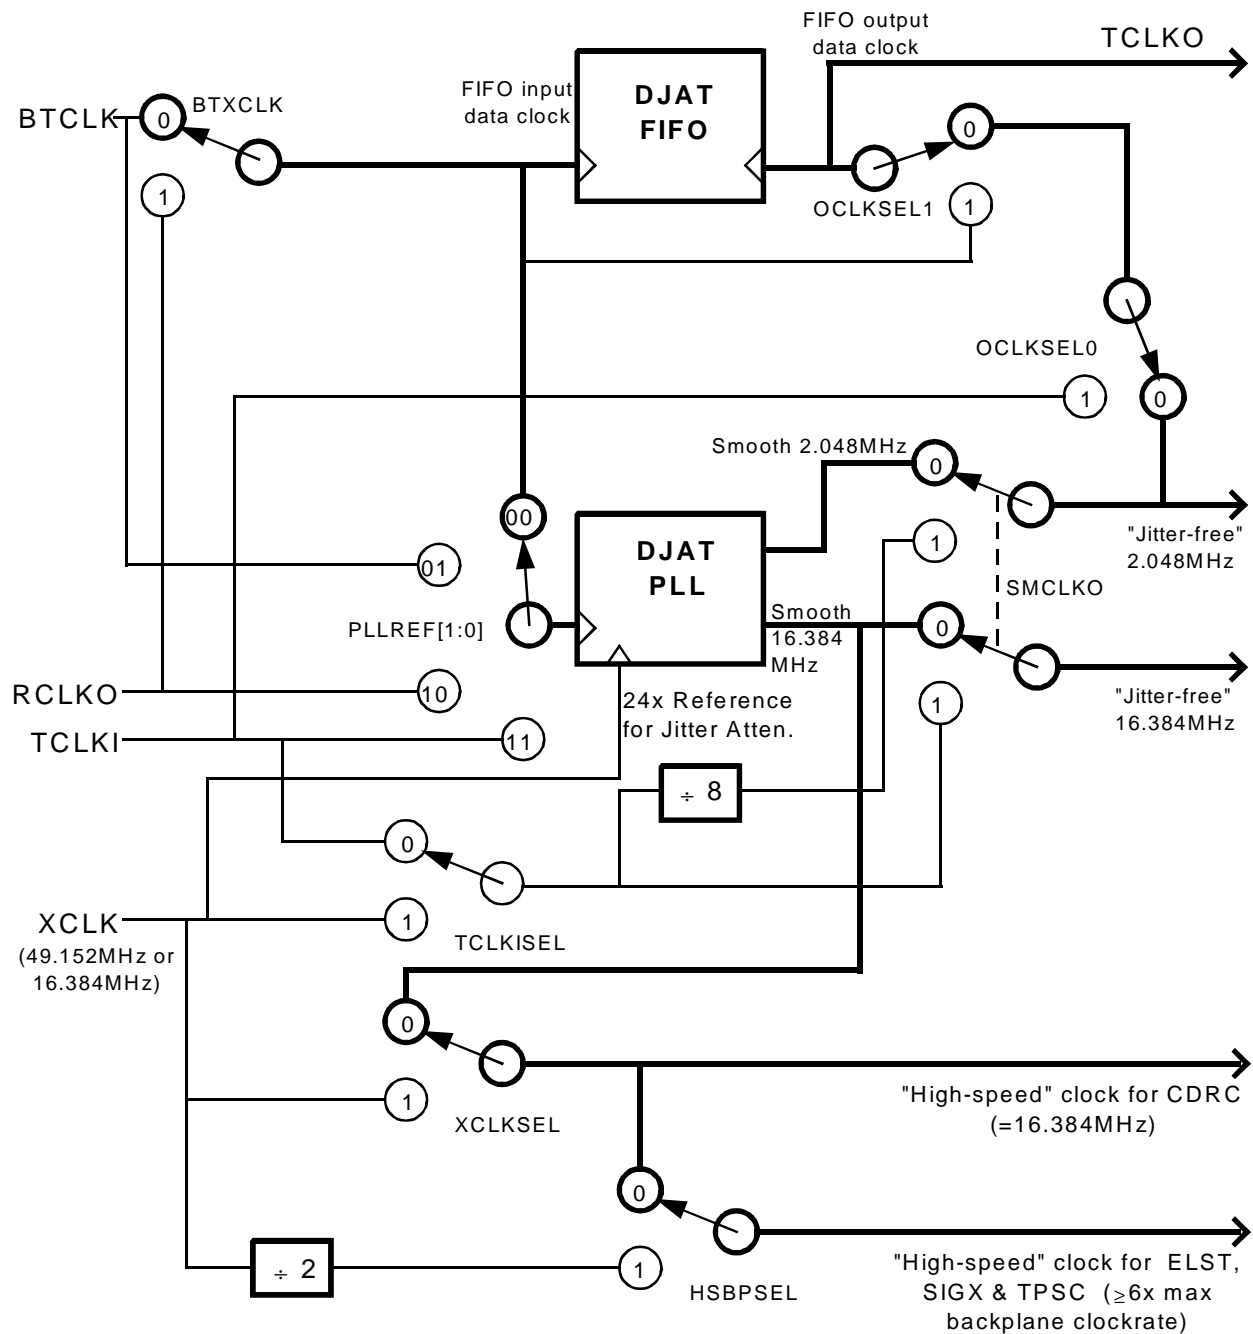 FIFO output
data clock
TCLKO
FIFO input
data clock
DJAT
FIFO
BTCLK
0
BTXCLK
0
1
OCLKSEL1
1
OCLKSEL0
1
0
Smooth 2.048MHz
0
00
"Jitter-free"
2.048MHz
DJAT
PLL
1
01
SMCLKO
PLLREF[1:0]
Smooth
16.384
MHz
0
RCLKO
10
24x Reference
for Jitter Atten.
1
"Jitter-free"
16.384MHz
TCLKI
11
÷ 8
0
XCLK
(49.152MHz or
16.384MHz)
1
TCLKISEL
0
1
XCLKSEL
"High-speed" clock for CDRC
(=16.384MHz)
0
÷ 2
1
HSBPSEL
"High-speed" clock for ELST,
SIGX & TPSC (≥6x max
backplane clockrate)